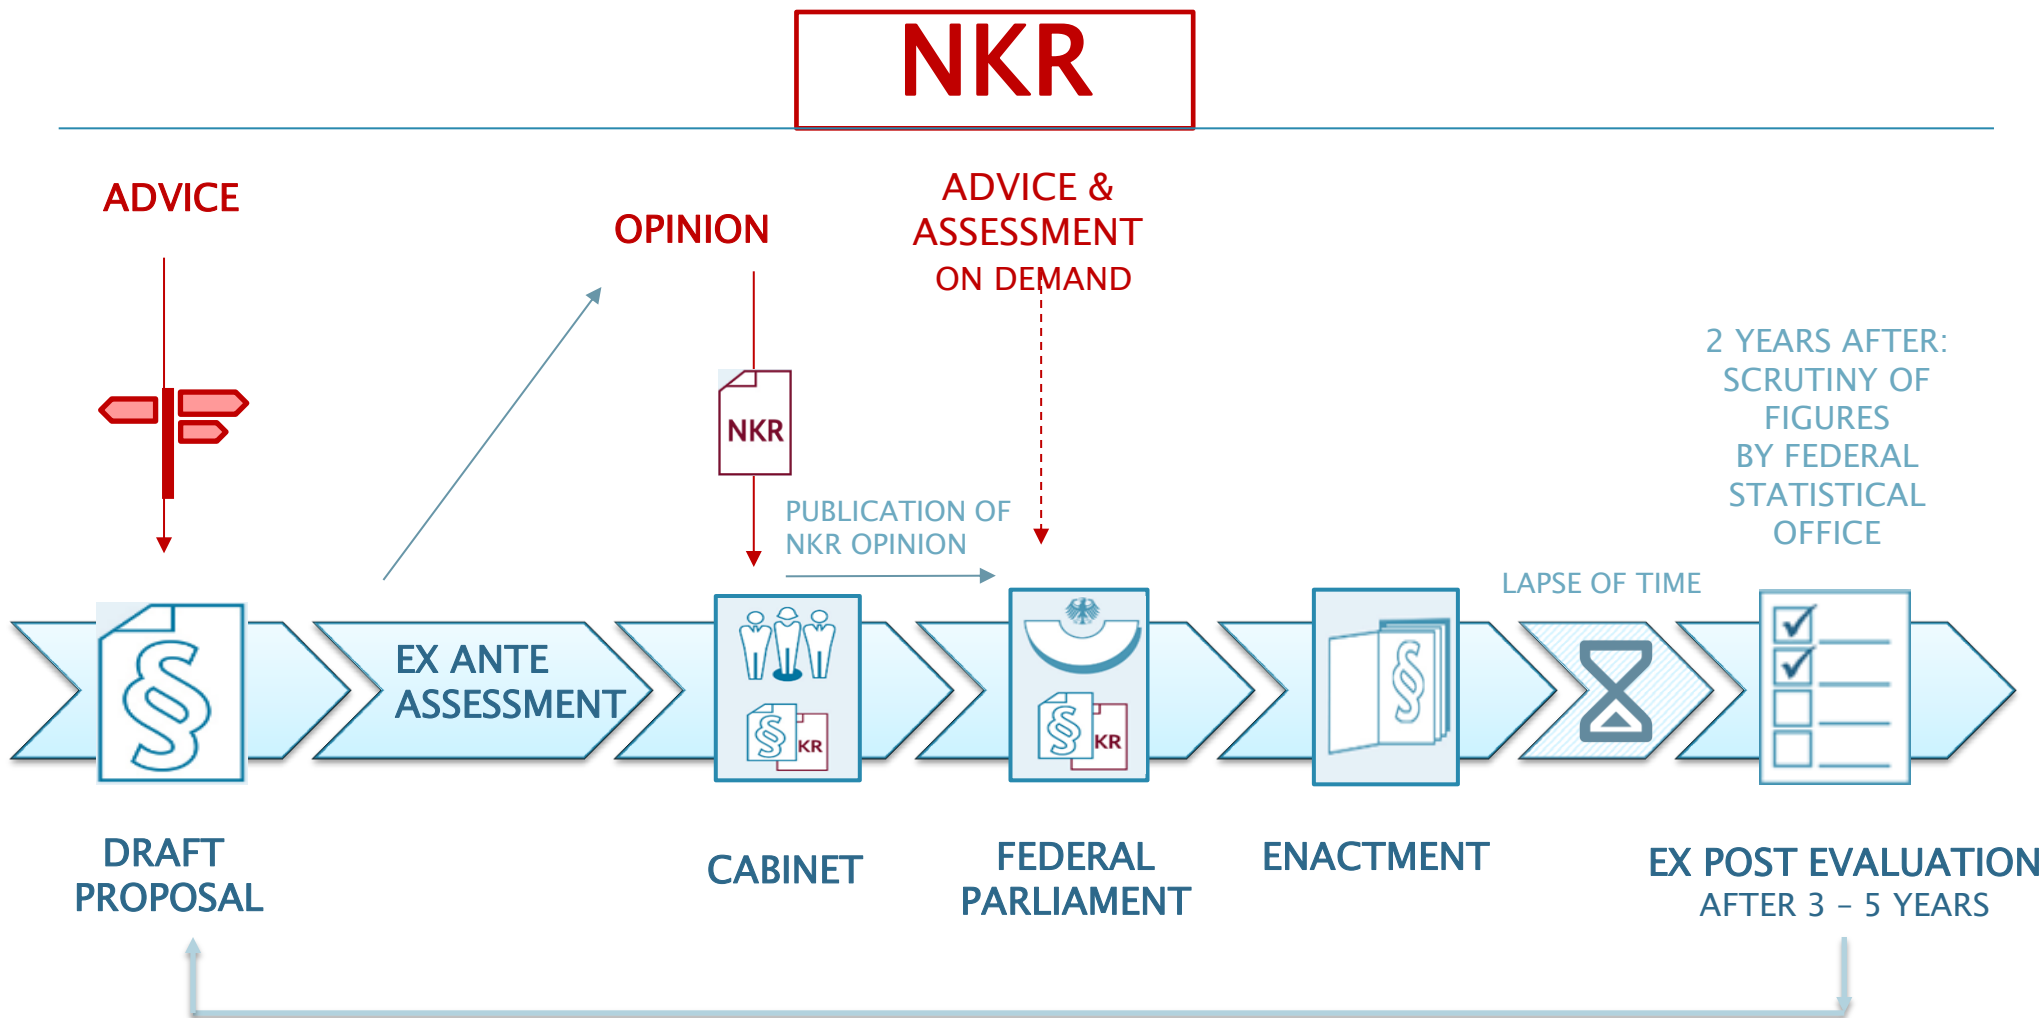 NKR
ADVICE
OPINION
ADVICE &
ASSESSMENT
ON DEMAND
NKR
PUBLICATION OF
NKR OPINION
2 YEARS AFTER:
SCRUTINY OF
FIGURES
BY FEDERAL
STATISTICAL
OFFICE
LAPSE OF TIME
§
EX ANTE
ASSESSMENT
§
KR
§
KR
§
DRAFT
PROPOSAL
CABINET
FEDERAL
PARLIAMENT
ENACTMENT
EX POST EVALUATION
AFTER 3 – 5 YEARS